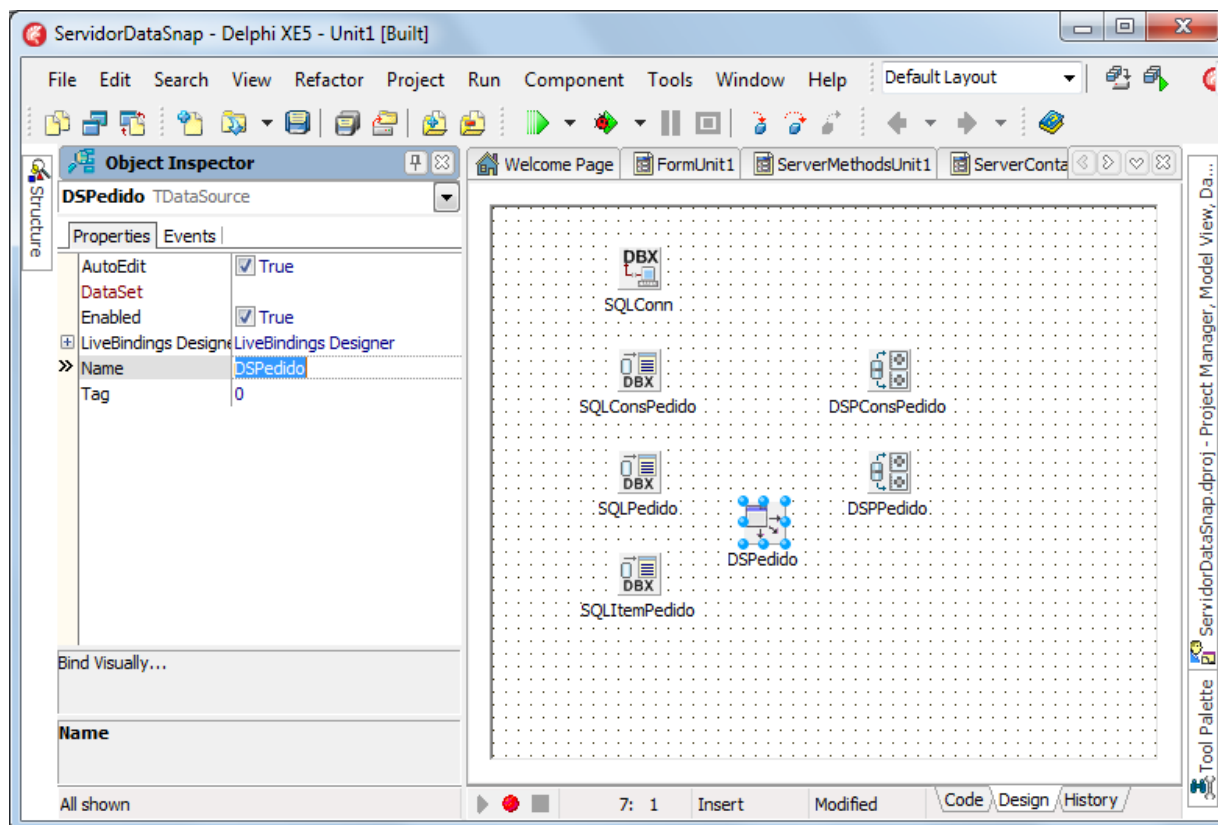 ServidorDataSnap - Delphi XE5 - Unit1 [Built]
File Edit Search View Refactor Project Run Component Tools Window Help Default Layout
Structure
Object Inspector
DSPedido TDataSource
Properties Events
AutoEdit True
DataSet
Enabled True
LiveBindings Designe LiveBindings Designer
Name DSPedido
Tag 0
Bind Visually...
Name
All shown
Welcome Page FormUnit1 ServerMethodsUnit1 ServerConta
DBX
SQLConn
DBX
SQLConsPedido
DSPConsPedido
DBX
SQLPedido
DSPPedido
DSPedido
DBX
SQLItemPedido
7: 1 Insert Modified Code Design History
ServidorDataSnap.dproj - Project Manager, Model View, Da...
Tool Palette